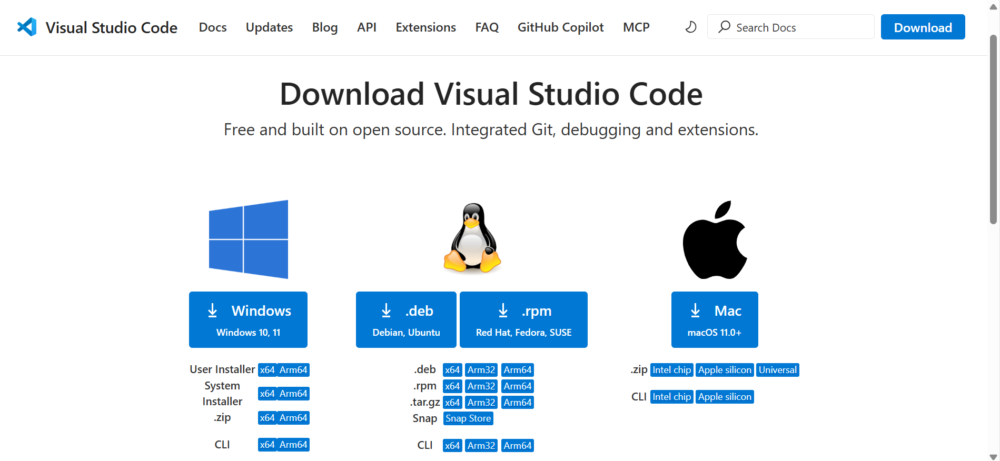 Visual Studio Code Docs Updates Blog API Extensions FAQ GitHub Copilot MCP Search Docs Download
Download Visual Studio Code
Free and built on open source. Integrated Git, debugging and extensions.
Windows
Windows 10, 11
User Installer x64 Arm64
System
Installer x64 Arm64
.zip x64 Arm64
CLI x64 Arm64
.deb
Debian, Ubuntu
.rpm
Red Hat, Fedora, SUSE
.deb x64 Arm32 Arm64
.rpm x64 Arm32 Arm64
.tar.gz x64 Arm32 Arm64
Snap Snap Store
CLI x64 Arm32 Arm64
Mac
macOS 11.0+
.zip Intel chip Apple silicon Universal
CLI Intel chip Apple silicon